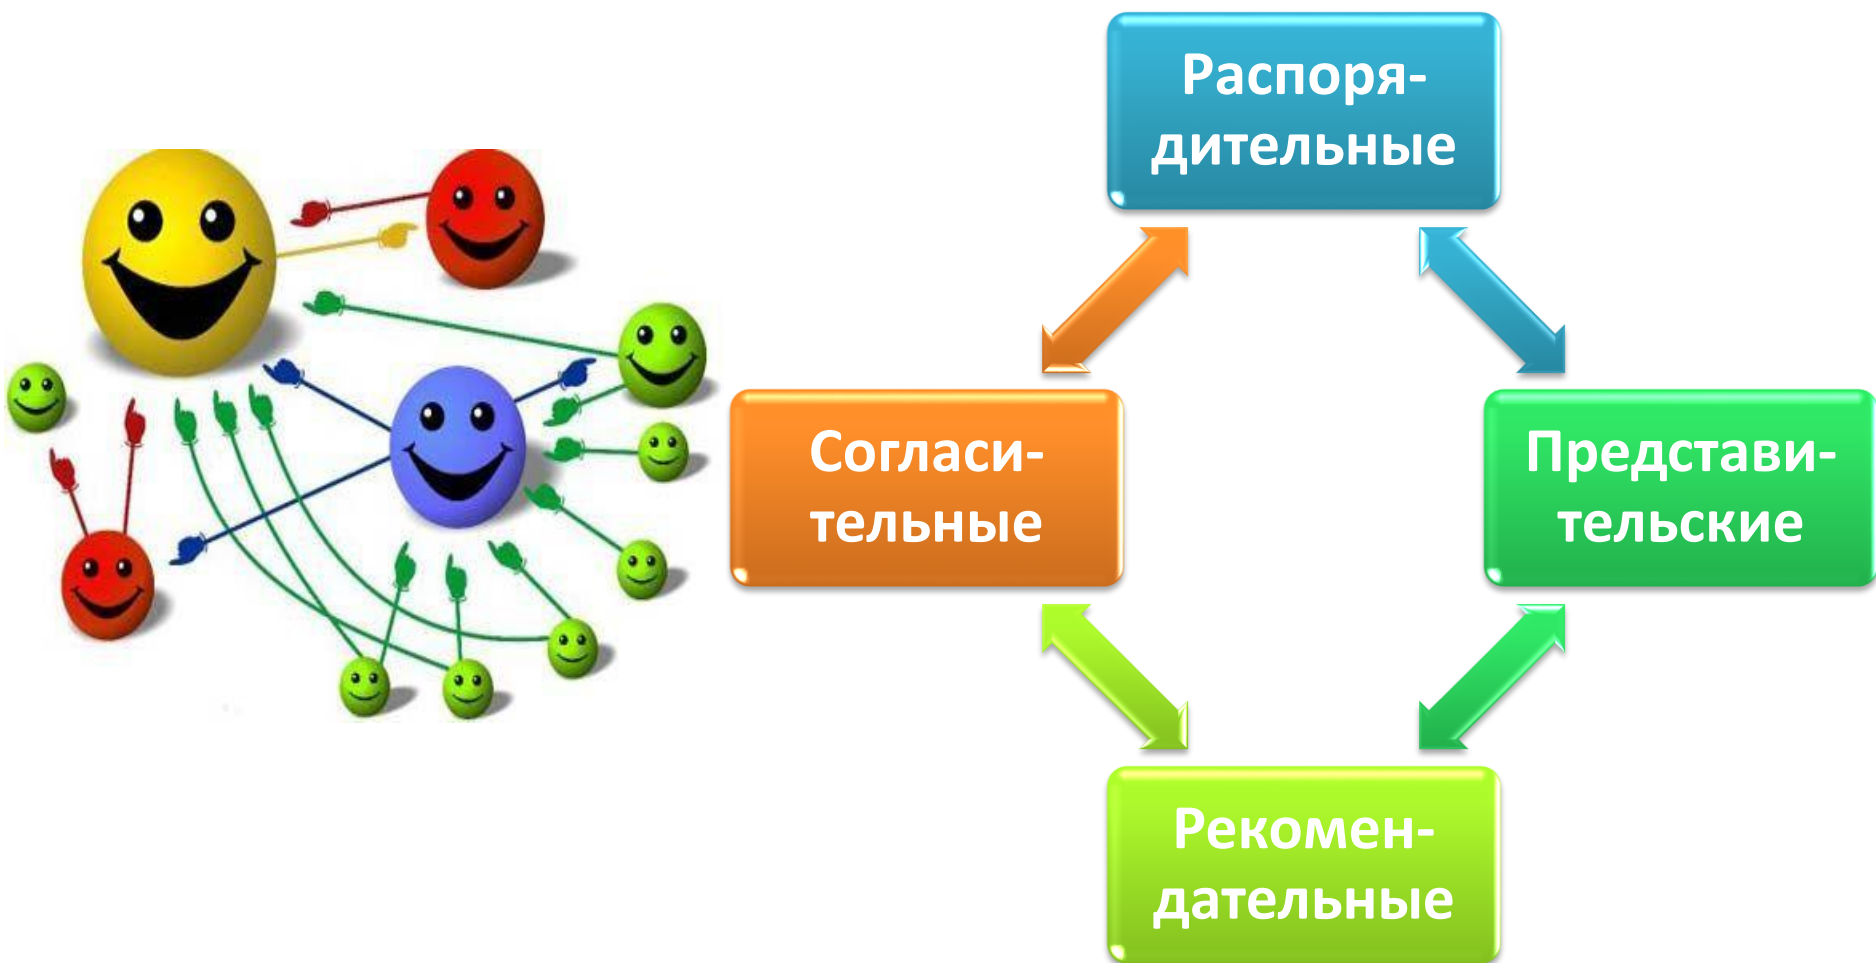 Распоря-
дительные
Согласи-
тельные
Представи-
тельские
Рекомен-
дательные